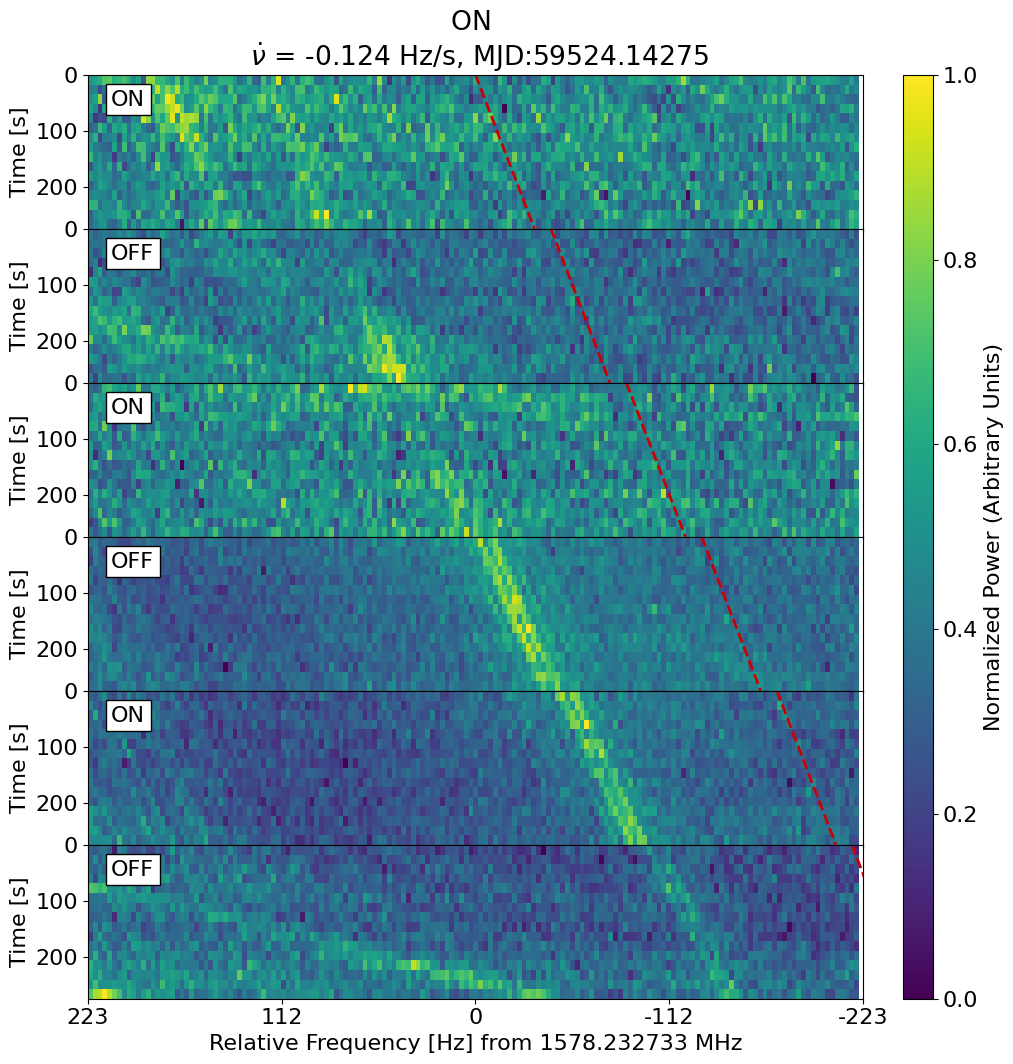 ON
ν̇ = -0.124 Hz/s, MJD:59524.14275
0
100
200
Time [s]
ON
0
100
200
Time [s]
OFF
0
100
200
Time [s]
ON
0
100
200
Time [s]
OFF
0
100
200
Time [s]
ON
0
100
200
Time [s]
OFF
223 112 0 -112 -223
Relative Frequency [Hz] from 1578.232733 MHz
1.0
0.8
0.6
0.4
0.2
0.0
Normalized Power (Arbitrary Units)